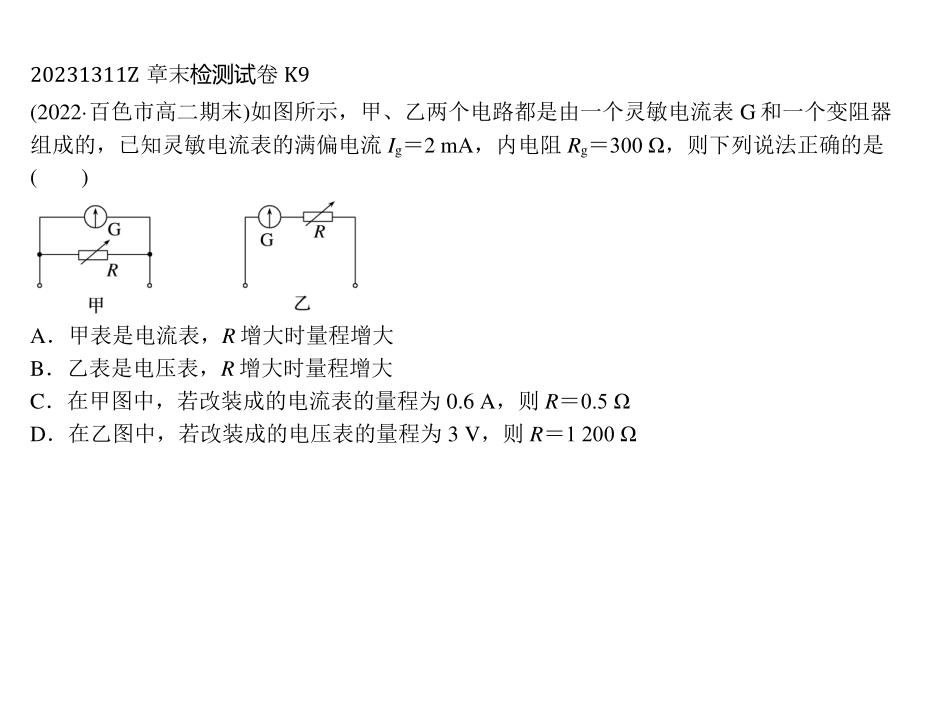 20231311Z 章末检测试卷 K9
(2022·百色市高二期末)如图所示，甲、乙两个电路都是由一个灵敏电流表 G 和一个变阻器
组成的，已知灵敏电流表的满偏电流 Ig＝2 mA，内电阻 Rg＝300 Ω，则下列说法正确的是
(　　)
G
R
甲
G
R
乙
A．甲表是电流表，R 增大时量程增大
B．乙表是电压表，R 增大时量程增大
C．在甲图中，若改装成的电流表的量程为 0.6 A，则 R＝0.5 Ω
D．在乙图中，若改装成的电压表的量程为 3 V，则 R＝1 200 Ω